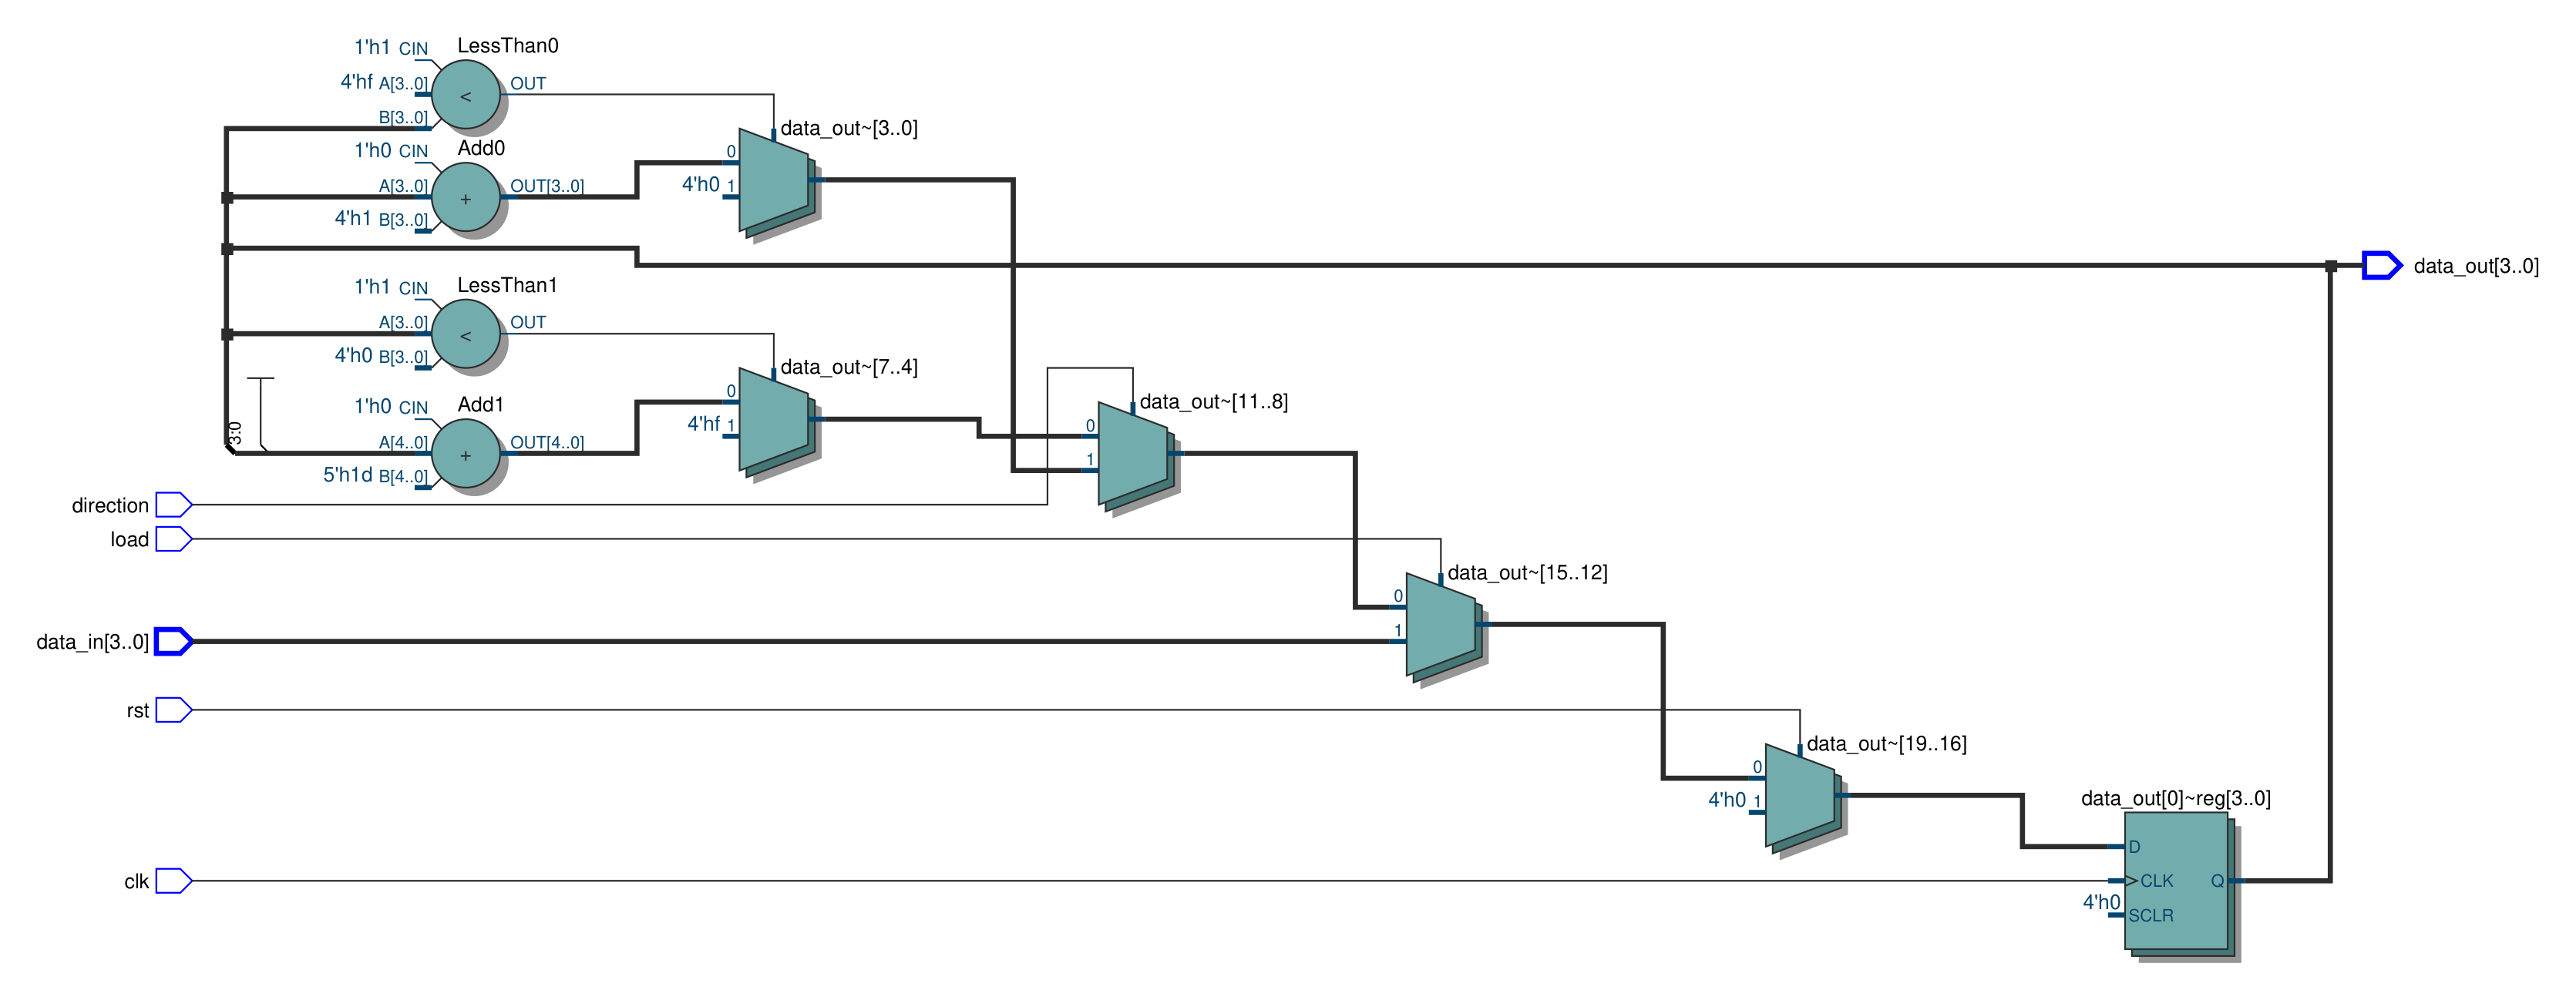 LessThan0
1'h1 CIN
4'hf A[3..0]
OUT
B[3..0]
<
data_out~[3..0]
Add0
1'h0 CIN
A[3..0]
OUT[3..0]
4'h1 B[3..0]
+
0
4'h0 1
data_out[3..0]
LessThan1
1'h1 CIN
A[3..0]
OUT
4'h0 B[3..0]
<
data_out~[7..4]
0
4'hf 1
Add1
1'h0 CIN
3:0
A[4..0]
OUT[4..0]
5'h1d B[4..0]
+
data_out~[11..8]
0
1
direction
load
data_out~[15..12]
0
1
data_in[3..0]
rst
data_out~[19..16]
0
4'h0 1
data_out[0]~reg[3..0]
D
clk
CLK
Q
4'h0
SCLR